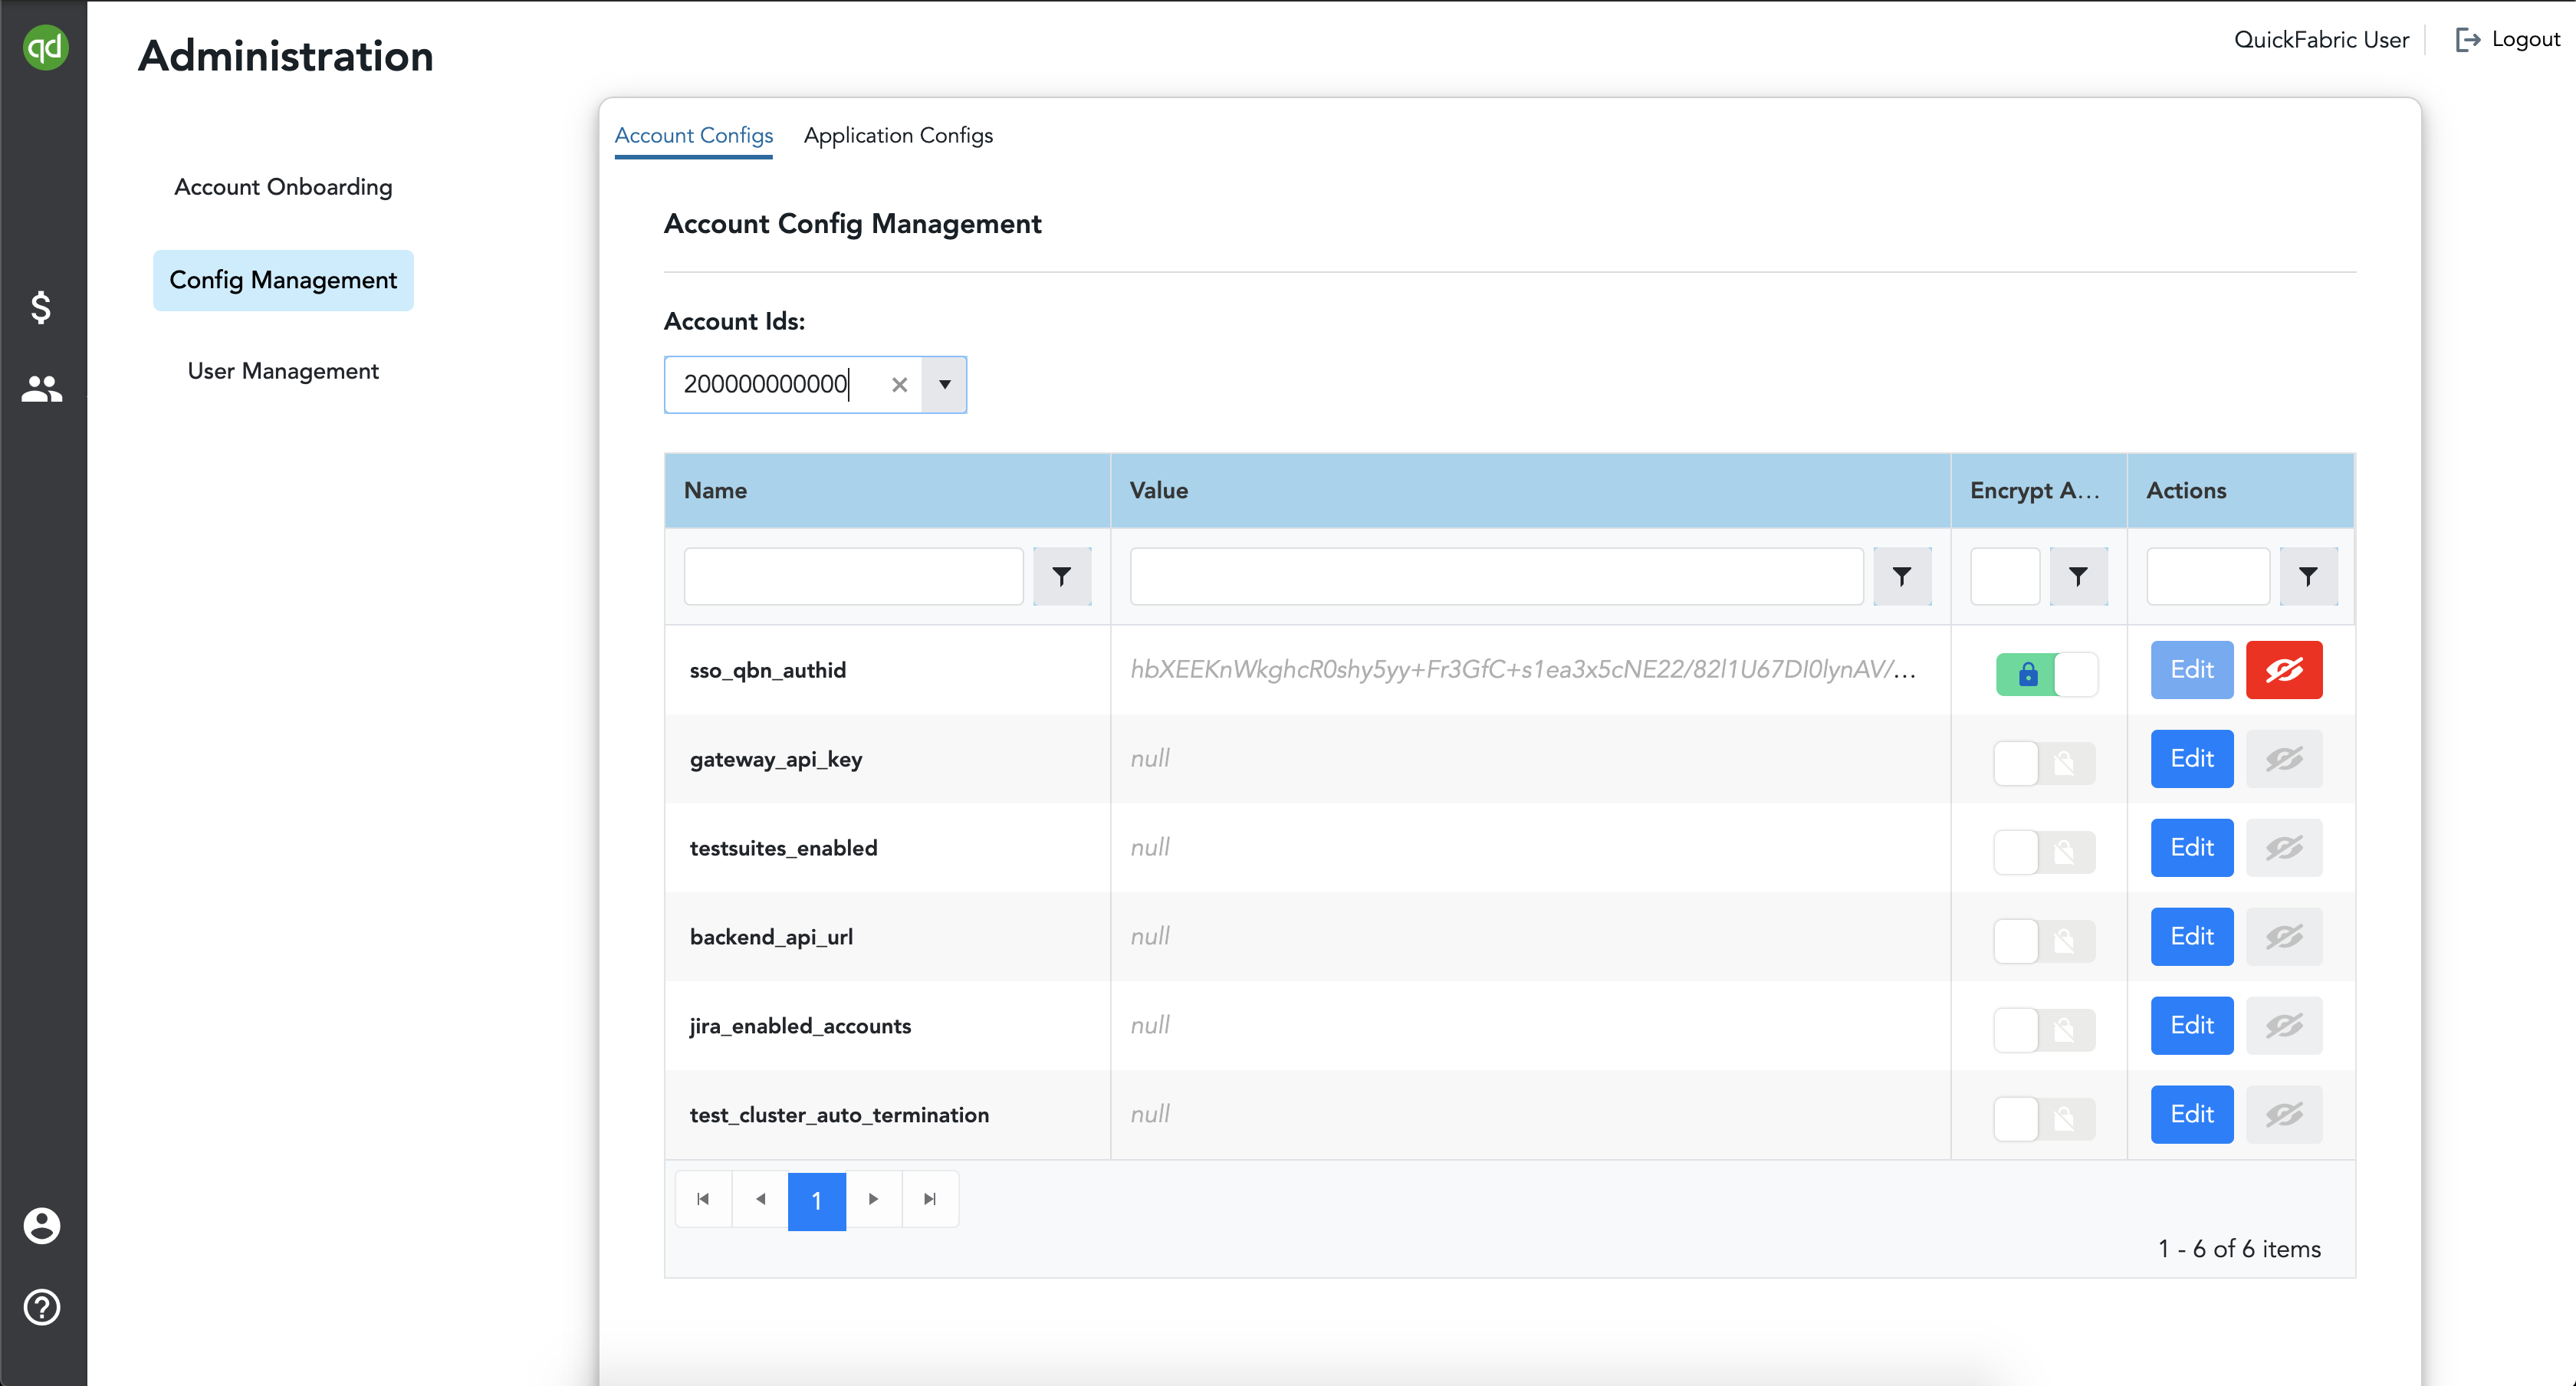 qd
Administration
QuickFabric User
Logout
Account Onboarding
Config Management
User Management
Account Configs
Application Configs
Account Config Management
Account Ids:
200000000000
Name Value Encrypt A... Actions
sso_qbn_authid hbXEEKnWkghcR0shy5yy+Fr3GfC+s1ea3x5cNE22/82l1U67DI0lynAV/... Edit
gateway_api_key null Edit
testsuites_enabled null Edit
backend_api_url null Edit
jira_enabled_accounts null Edit
test_cluster_auto_termination null Edit
1
1 - 6 of 6 items